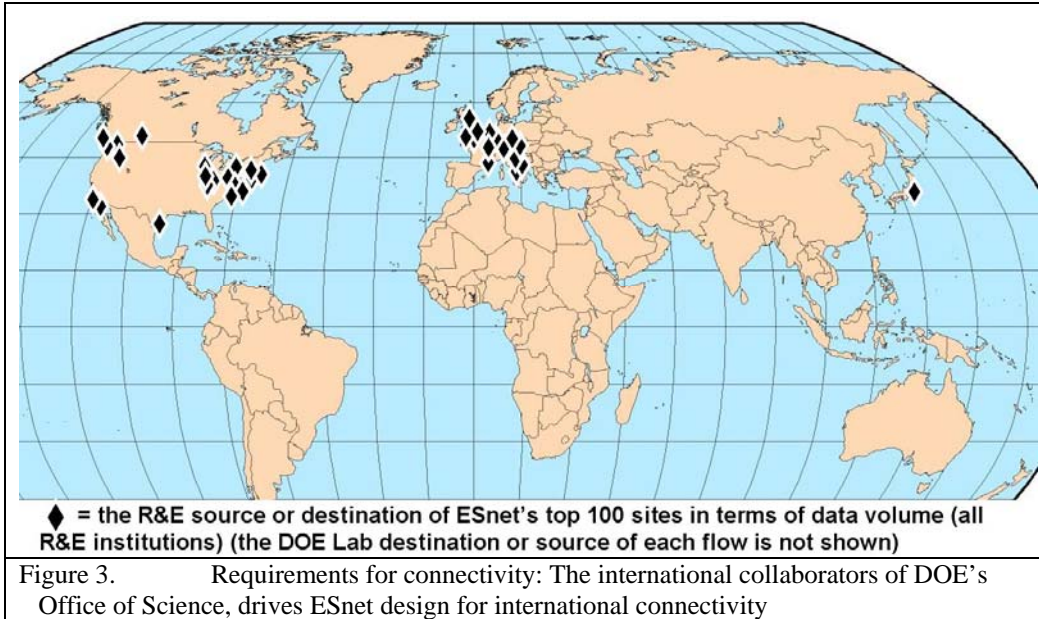 ♦ = the R&E source or destination of ESnet's top 100 sites in terms of data volume (all
R&E institutions) (the DOE Lab destination or source of each flow is not shown)
Figure 3. Requirements for connectivity: The international collaborators of DOE's
Office of Science, drives ESnet design for international connectivity